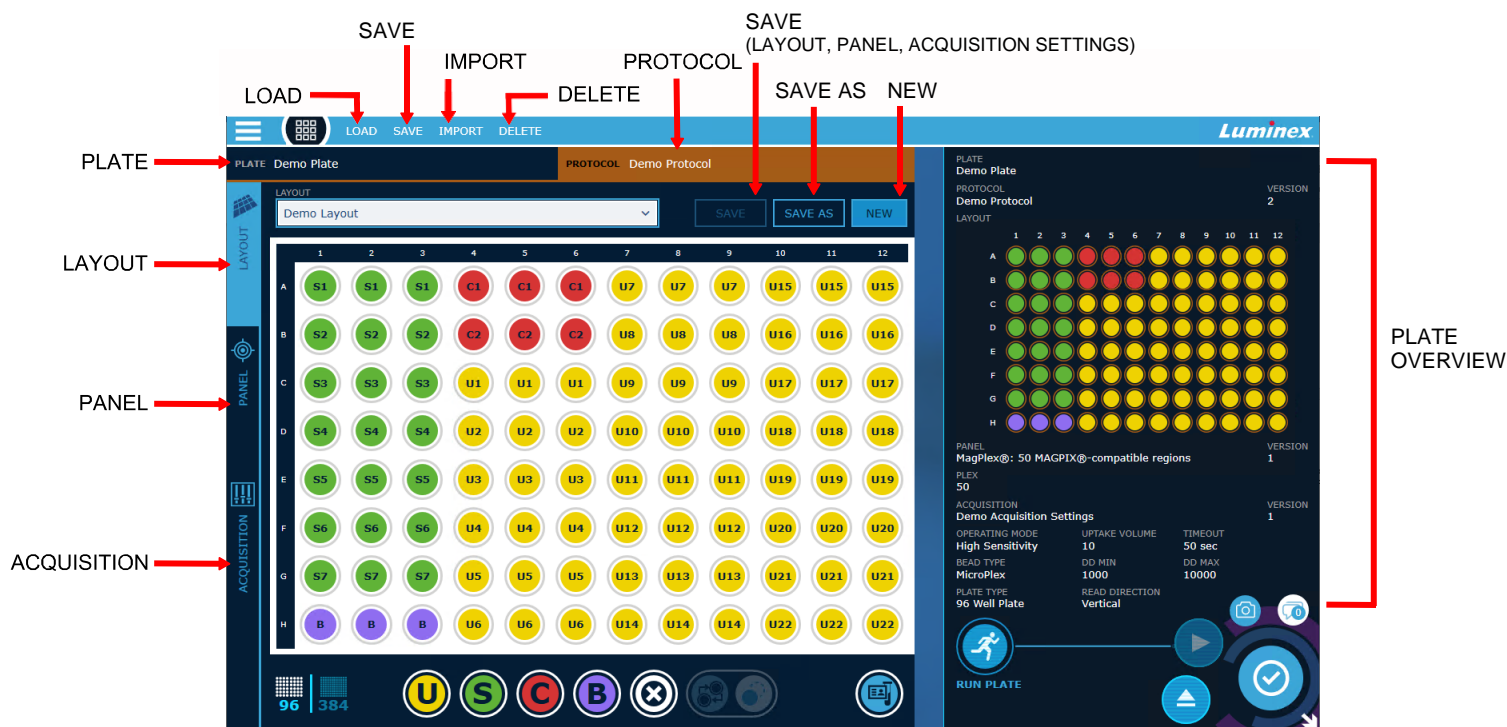 SAVE
SAVE
(LAYOUT, PANEL, ACQUISITION SETTINGS)
IMPORT
PROTOCOL
LOAD
DELETE
SAVE AS
NEW
LOAD SAVE IMPORT DELETE
Luminex
PLATE
PLATE Demo Plate
PROTOCOL Demo Protocol
LAYOUT
Demo Layout
SAVE
SAVE AS
NEW
LAYOUT
LAYOUT
PANEL
PANEL
ACQUISITION
ACQUISITION
1 2 3 4 5 6 7 8 9 10 11 12
A S1 S1 S1 C1 C1 C1 U7 U7 U7 U15 U15 U15
B S2 S2 S2 C2 C2 C2 U8 U8 U8 U16 U16 U16
C S3 S3 S3 U1 U1 U1 U9 U9 U9 U17 U17 U17
D S4 S4 S4 U2 U2 U2 U10 U10 U10 U18 U18 U18
E S5 S5 S5 U3 U3 U3 U11 U11 U11 U19 U19 U19
F S6 S6 S6 U4 U4 U4 U12 U12 U12 U20 U20 U20
G S7 S7 S7 U5 U5 U5 U13 U13 U13 U21 U21 U21
H B B B U6 U6 U6 U14 U14 U14 U22 U22 U22
96 384
U S C B
PLATE
Demo Plate
PROTOCOL VERSION
Demo Protocol 2
LAYOUT
1 2 3 4 5 6 7 8 9 10 11 12
A
B
C
D
E
F
G
H
PANEL VERSION
MagPlex®: 50 MAGPIX®-compatible regions 1
PLEX
50
ACQUISITION VERSION
Demo Acquisition Settings 1
OPERATING MODE UPTAKE VOLUME TIMEOUT
High Sensitivity 10 50 sec
BEAD TYPE DD MIN DD MAX
MicroPlex 1000 10000
PLATE TYPE READ DIRECTION
96 Well Plate Vertical
0
RUN PLATE
PLATE
OVERVIEW